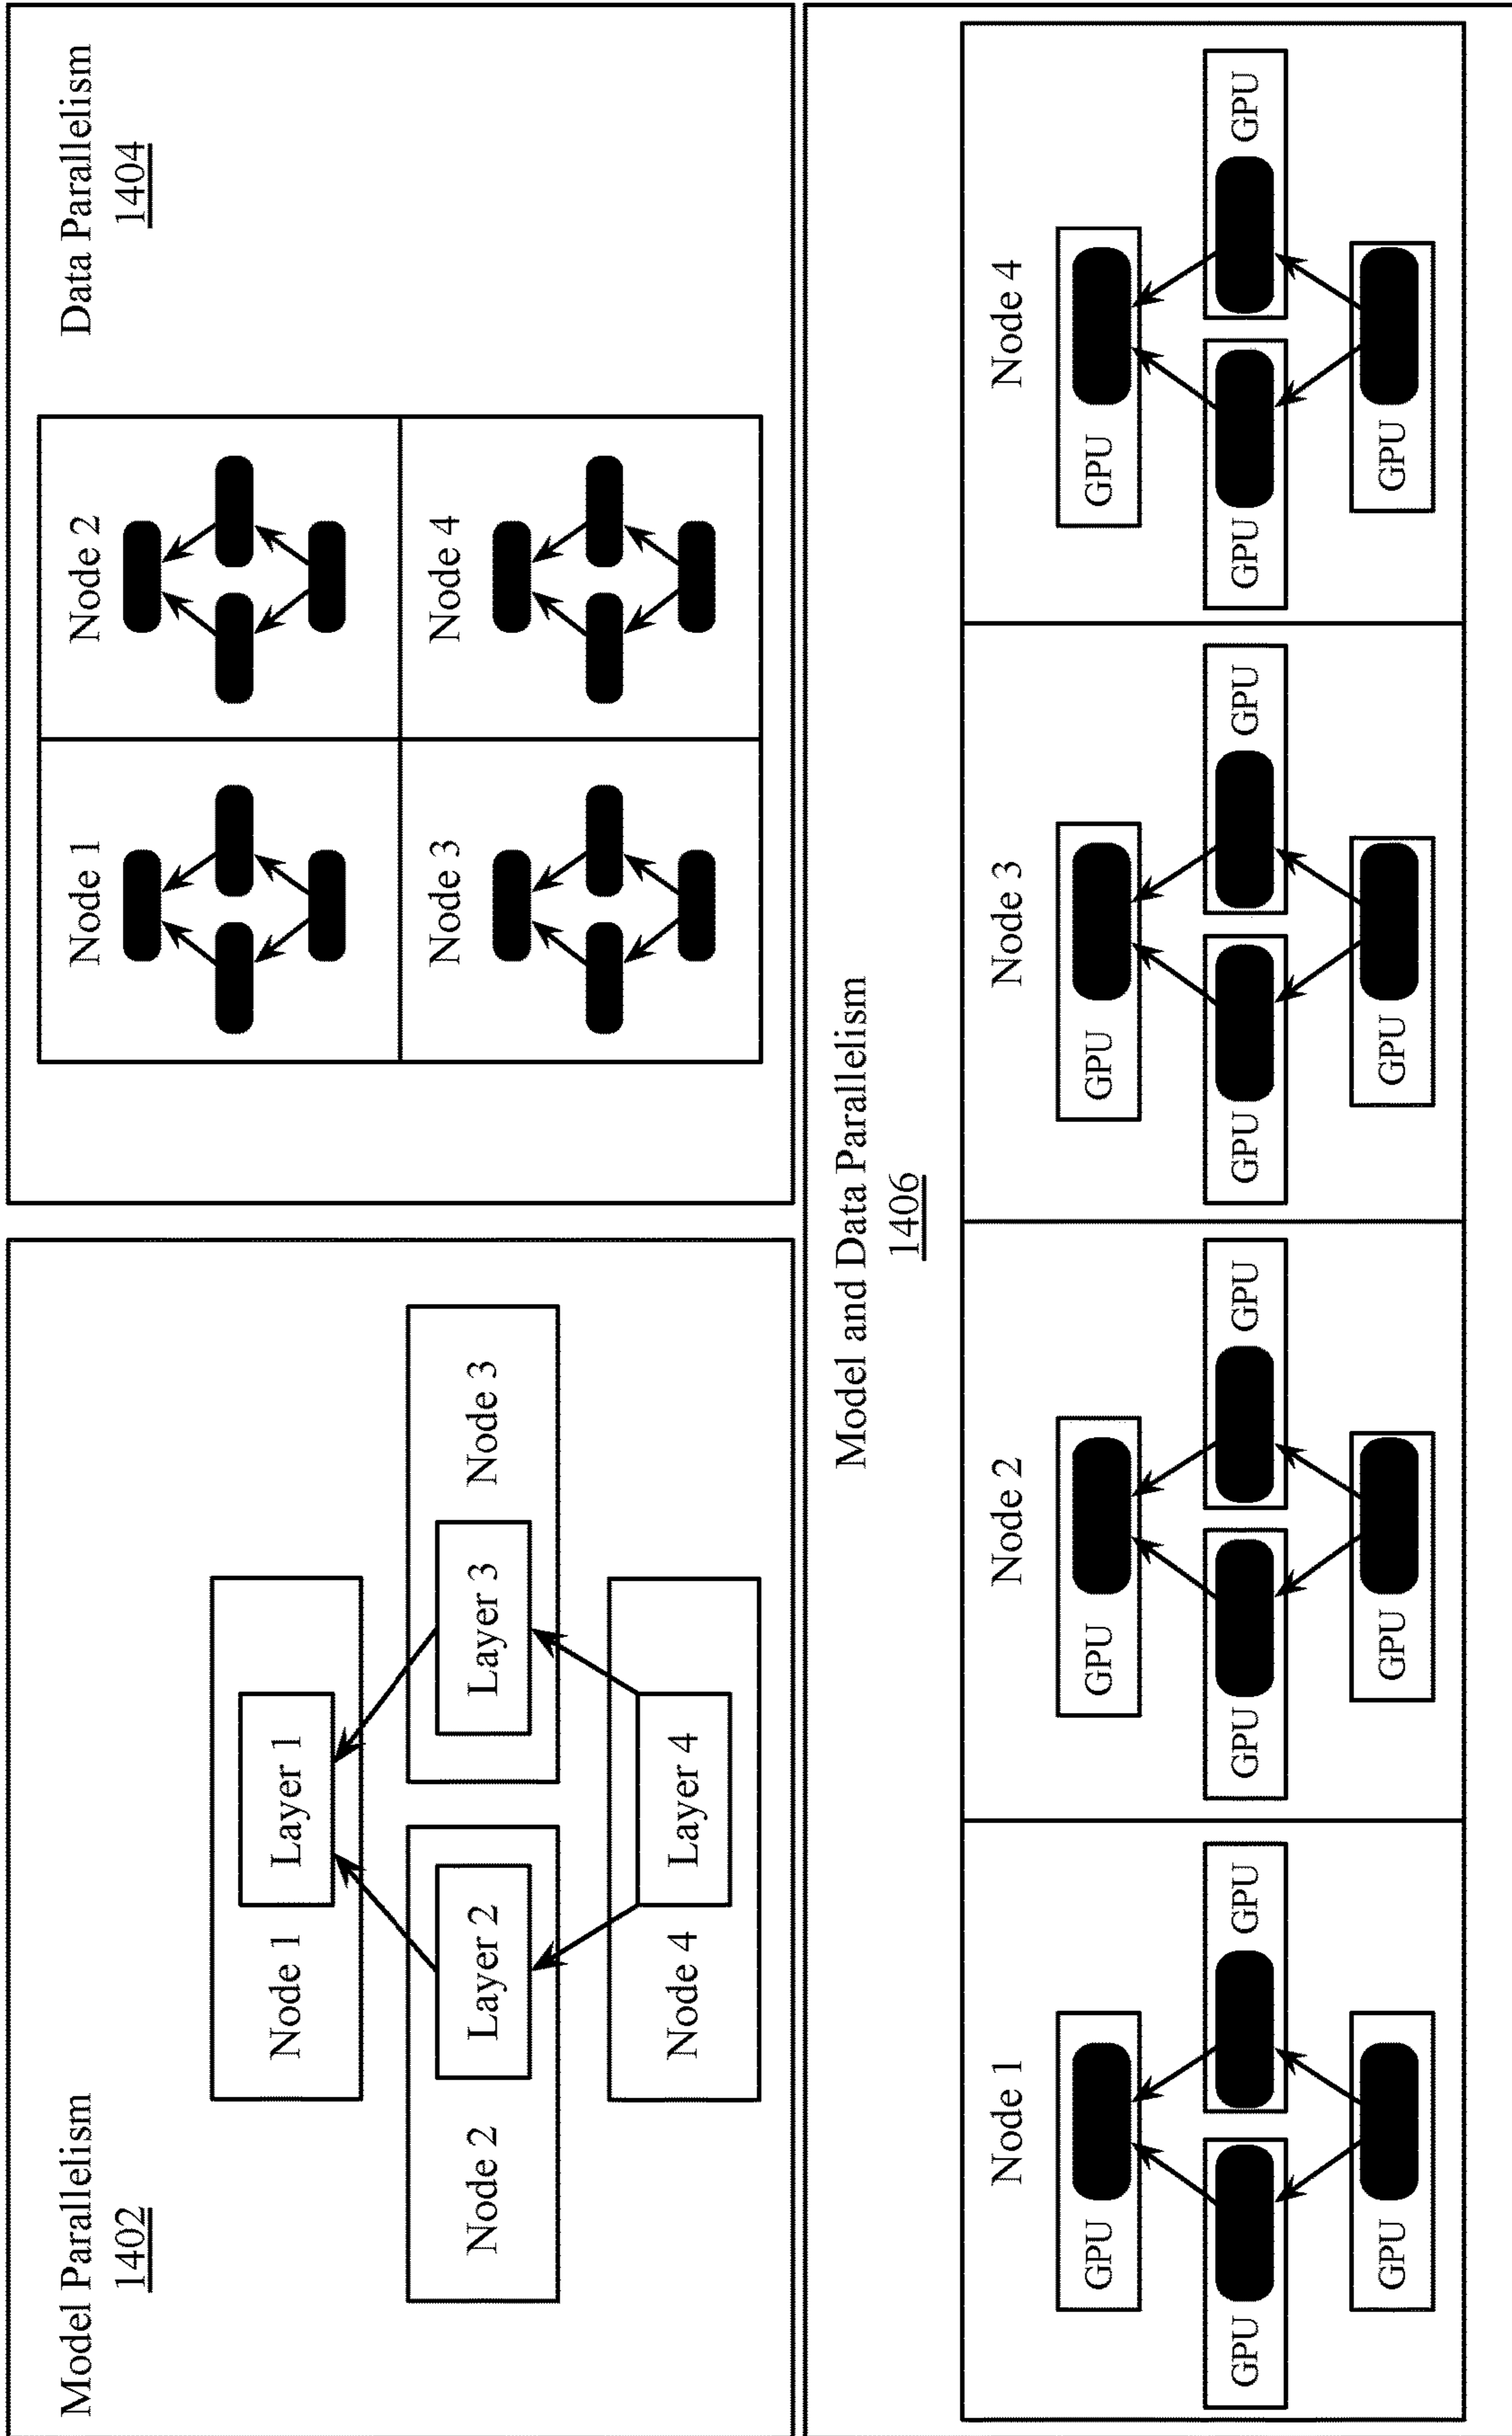 Model Parallelism
1402
Node 1
Layer 1
Node 2
Layer 2
Layer 3
Node 3
Node 4
Layer 4
Data Parallelism
1404
Node 1
Node 2
Node 3
Node 4
Model and Data Parallelism
1406
Node 1
GPU
GPU
GPU
GPU
Node 2
GPU
GPU
GPU
GPU
Node 3
GPU
GPU
GPU
GPU
Node 4
GPU
GPU
GPU
GPU